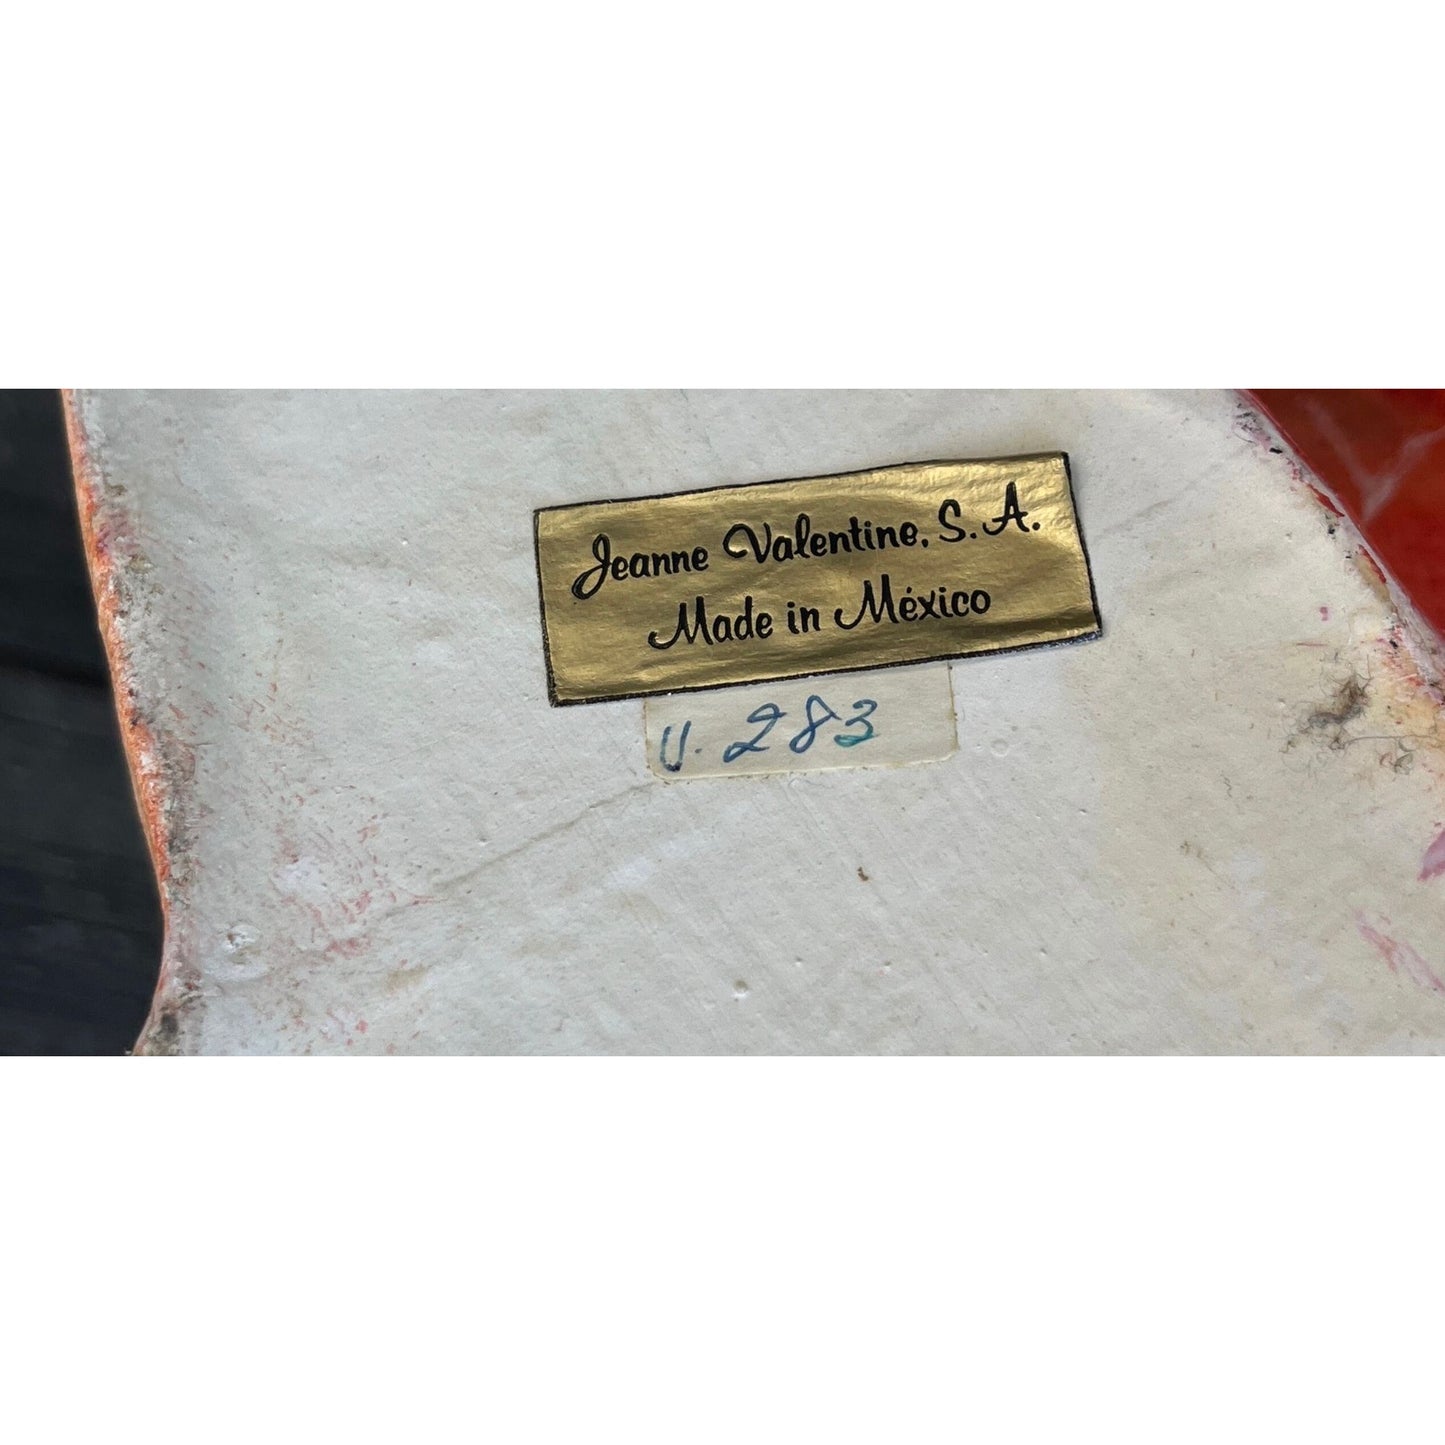 Jeanne Valentine, S. A.
Made in México
U. 283